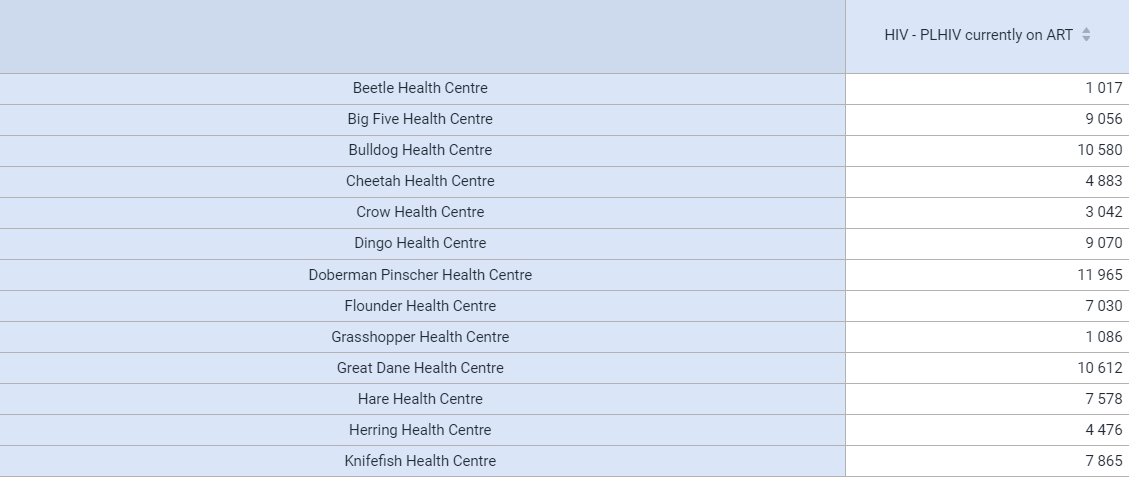 HIV - PLHIV currently on ART
Beetle Health Centre 1 017
Big Five Health Centre 9 056
Bulldog Health Centre 10 580
Cheetah Health Centre 4 883
Crow Health Centre 3 042
Dingo Health Centre 9 070
Doberman Pinscher Health Centre 11 965
Flounder Health Centre 7 030
Grasshopper Health Centre 1 086
Great Dane Health Centre 10 612
Hare Health Centre 7 578
Herring Health Centre 4 476
Knifefish Health Centre 7 865